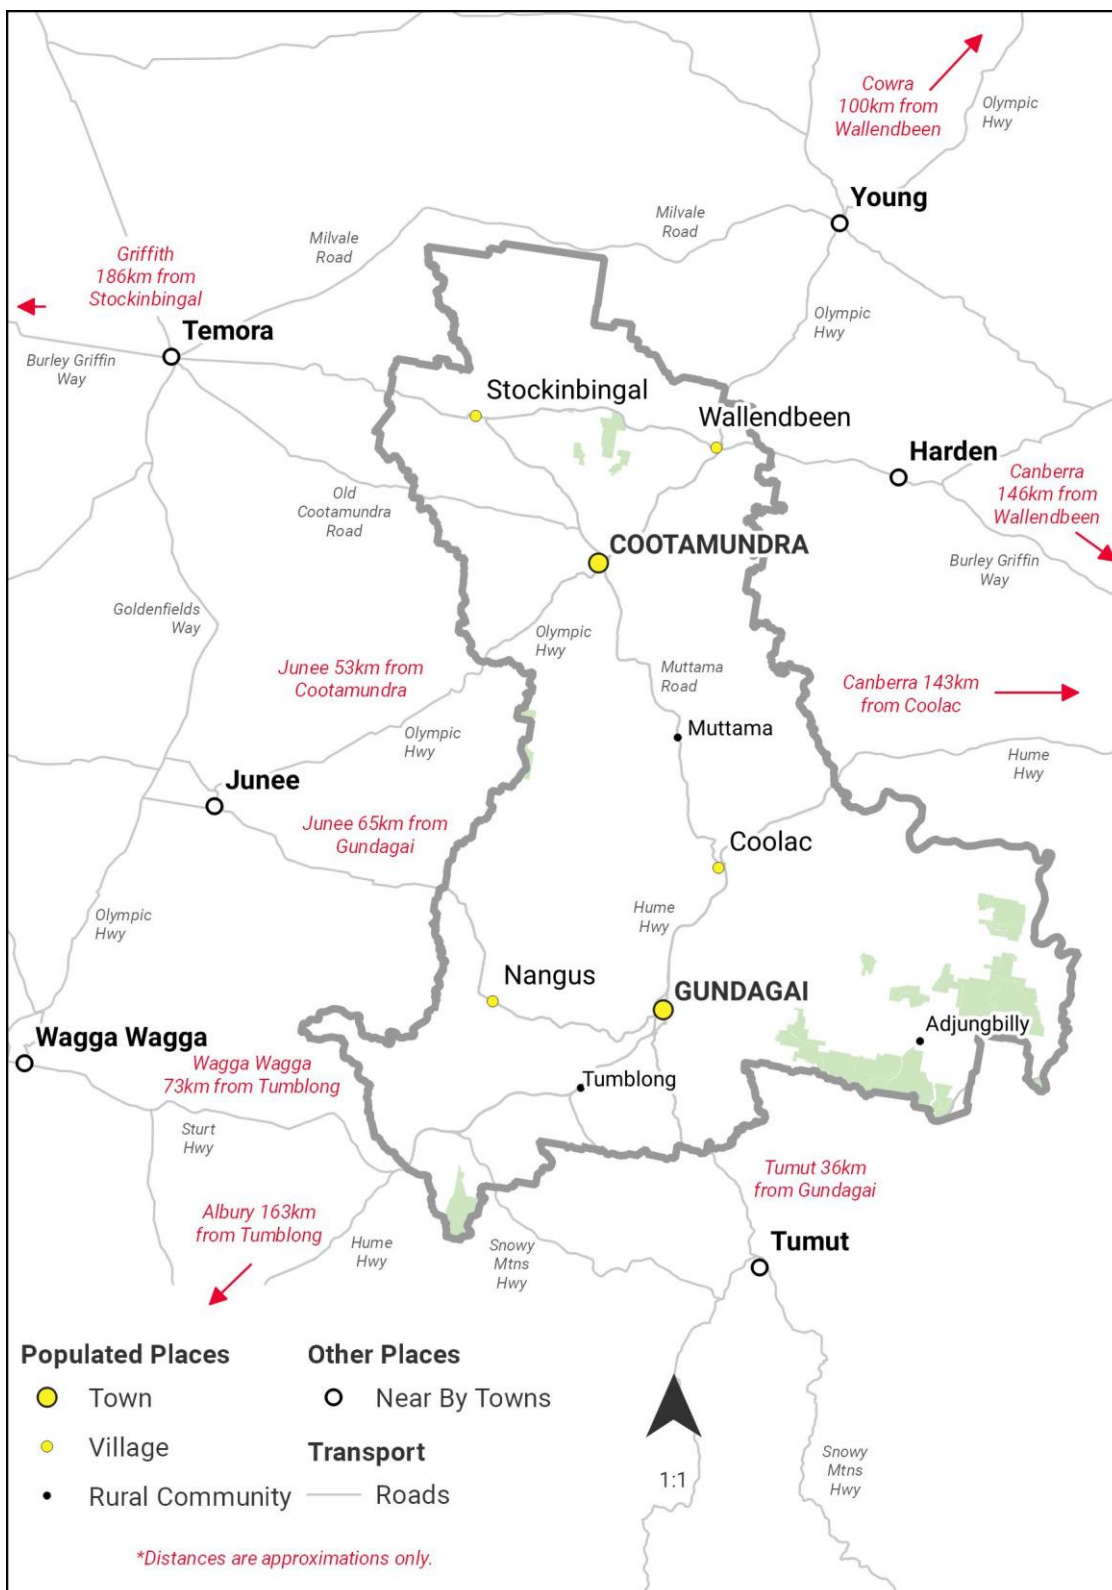 Cowra
100km from
Wallendbeen
Olympic
Hwy
Young
Milvale
Road
Milvale
Road
Griffith
186km from
Stockinbingal
Olympic
Hwy
Temora
Burley Griffin
Way
Stockinbingal
Wallendbeen
Harden
Canberra
146km from
Wallendbeen
Old
Cootamundra
Road
COOTAMUNDRA
Burley Griffin
Way
Goldenfields
Way
Olympic
Hwy
Junee 53km from
Cootamundra
Muttama
Road
Canberra 143km
from Coolac
Olympic
Hwy
Muttama
Hume
Hwy
Junee
Junee 65km from
Gundagai
Coolac
Olympic
Hwy
Hume
Hwy
Nangus
GUNDAGAI
Adjungbilly
Wagga Wagga
Wagga Wagga
73km from Tumblong
Tumblong
Sturt
Hwy
Tumut 36km
from Gundagai
Albury 163km
from Tumblong
Hume
Hwy
Snowy
Mtns
Hwy
Tumut
Populated Places
Town
Village
Rural Community
Other Places
Near By Towns
Transport
Roads
1:1
Snowy
Mtns
Hwy
*Distances are approximations only.